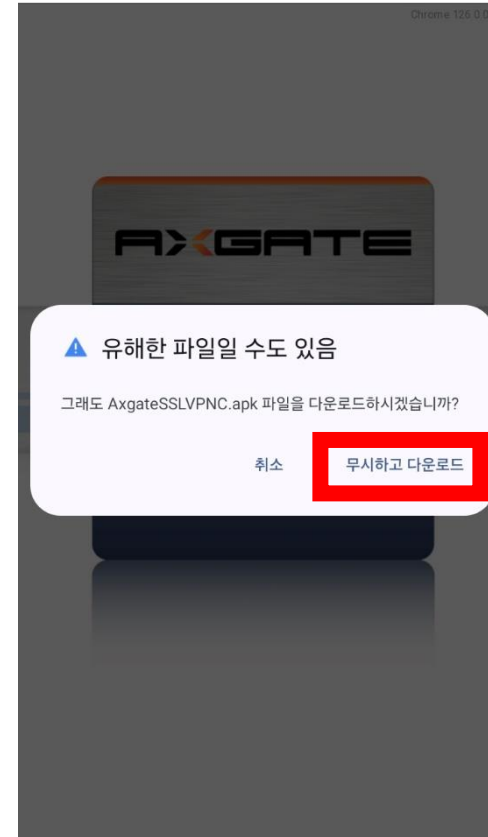 Chrome 126.0.0
AXGATE
유해한 파일일 수도 있음
그래도 AxgateSSLVPNC.apk 파일을 다운로드하시겠습니까?
취소
무시하고 다운로드